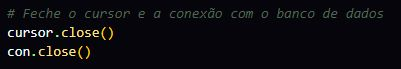 # Feche o cursor e a conexão com o banco de dados
cursor.close()
con.close()